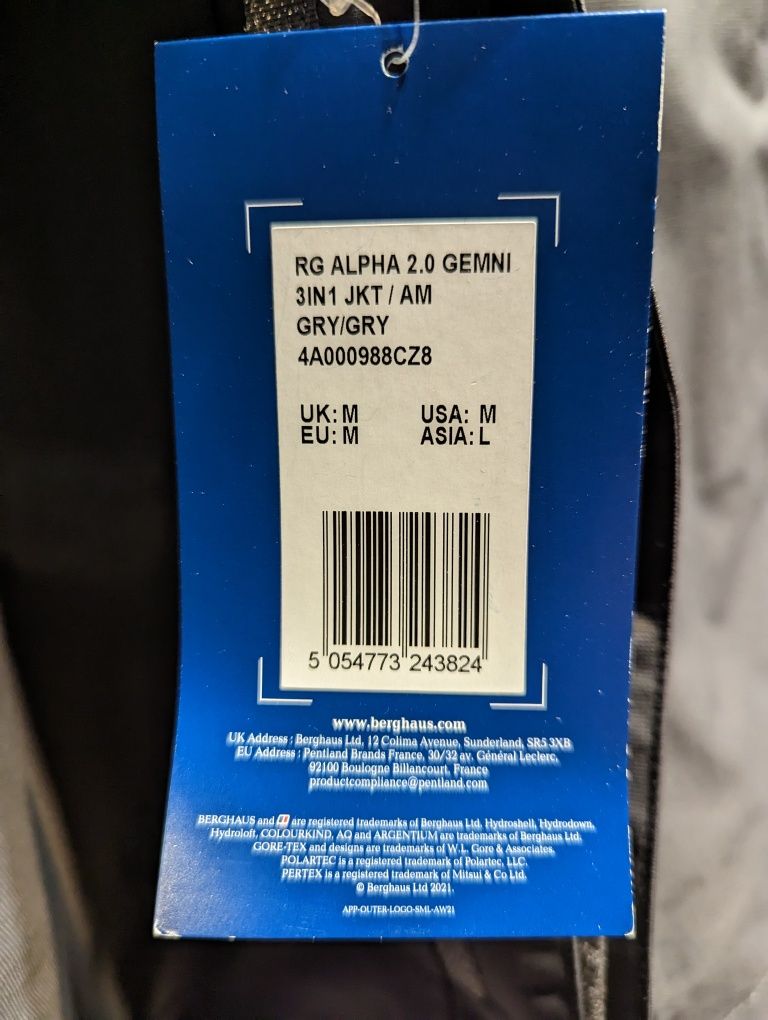 RG ALPHA 2.0 GEMNI
3IN1 JKT / AM
GRY/GRY
4A000988CZ8
UK: M USA: M
EU: M ASIA: L
5 054773 243824
www.berghaus.com
UK Address : Berghaus Ltd, 12 Colima Avenue, Sunderland, SR5 3XB
EU Address : Pentland Brands France, 30/32 av. Général Leclerc,
92100 Boulogne Billancourt, France
productcompliance@pentland.com
BERGHAUS and are registered trademarks of Berghaus Ltd. Hydroshell, Hydrodown,
Hydroloft, COLOURKIND, AQ and ARGENTIUM are trademarks of Berghaus Ltd.
GORE-TEX and designs are trademarks of W.L. Gore & Associates.
POLARTEC is a registered trademark of Polartec, LLC.
PERTEX is a registered trademark of Mitsui & Co Ltd.
© Berghaus Ltd 2021.
APP-OUTER-LOGO-SML-AW21